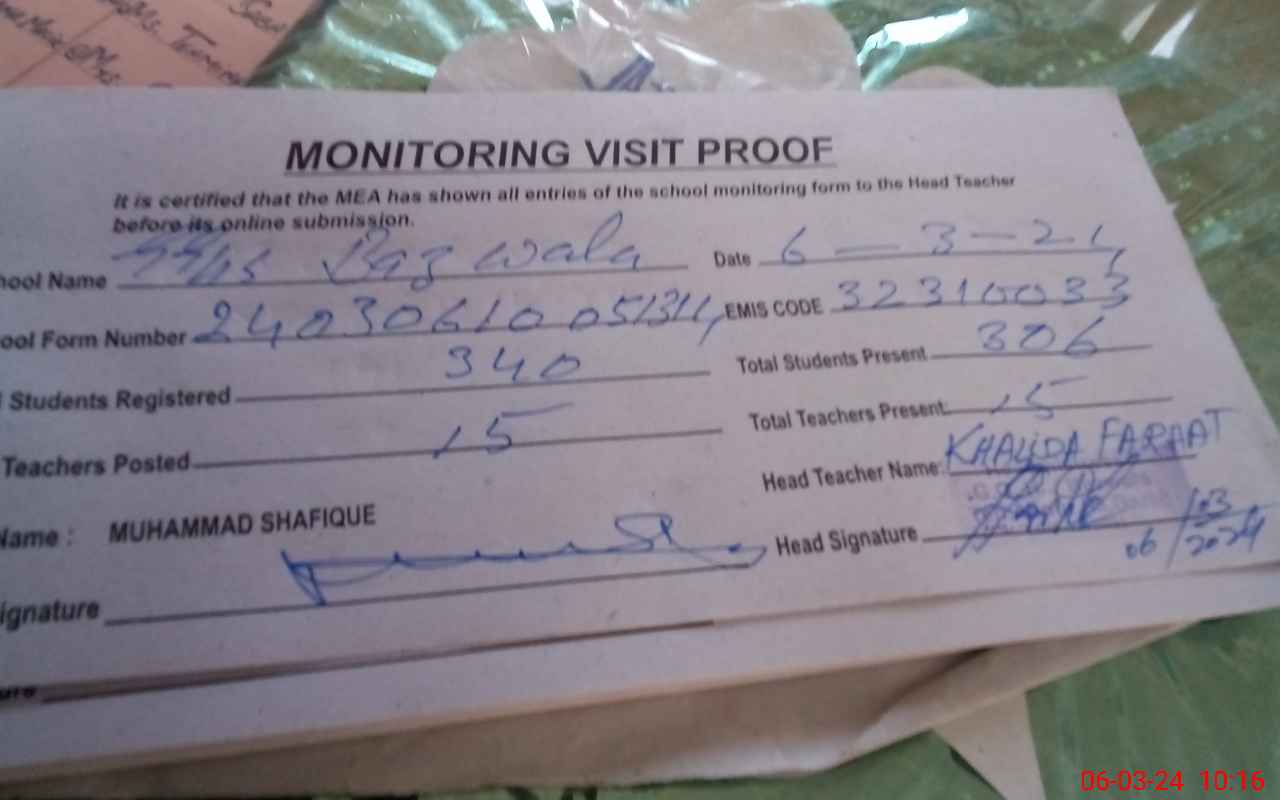 MONITORING VISIT PROOF
It is certified that the MEA has shown all entries of the school monitoring form to the Head Teacher
before its online submission.
hool Name wala Date 6-3-24
ool Form Number EMIS CODE 32310033
Students Registered 340 Total Students Present 306
Teachers Posted 15 Total Teachers Present: 15
Head Teacher Name: KHALIDA FARHAT
Name : MUHAMMAD SHAFIQUE
Head Signature 06/03/2024
ignature
ure
06-03-24 10:16